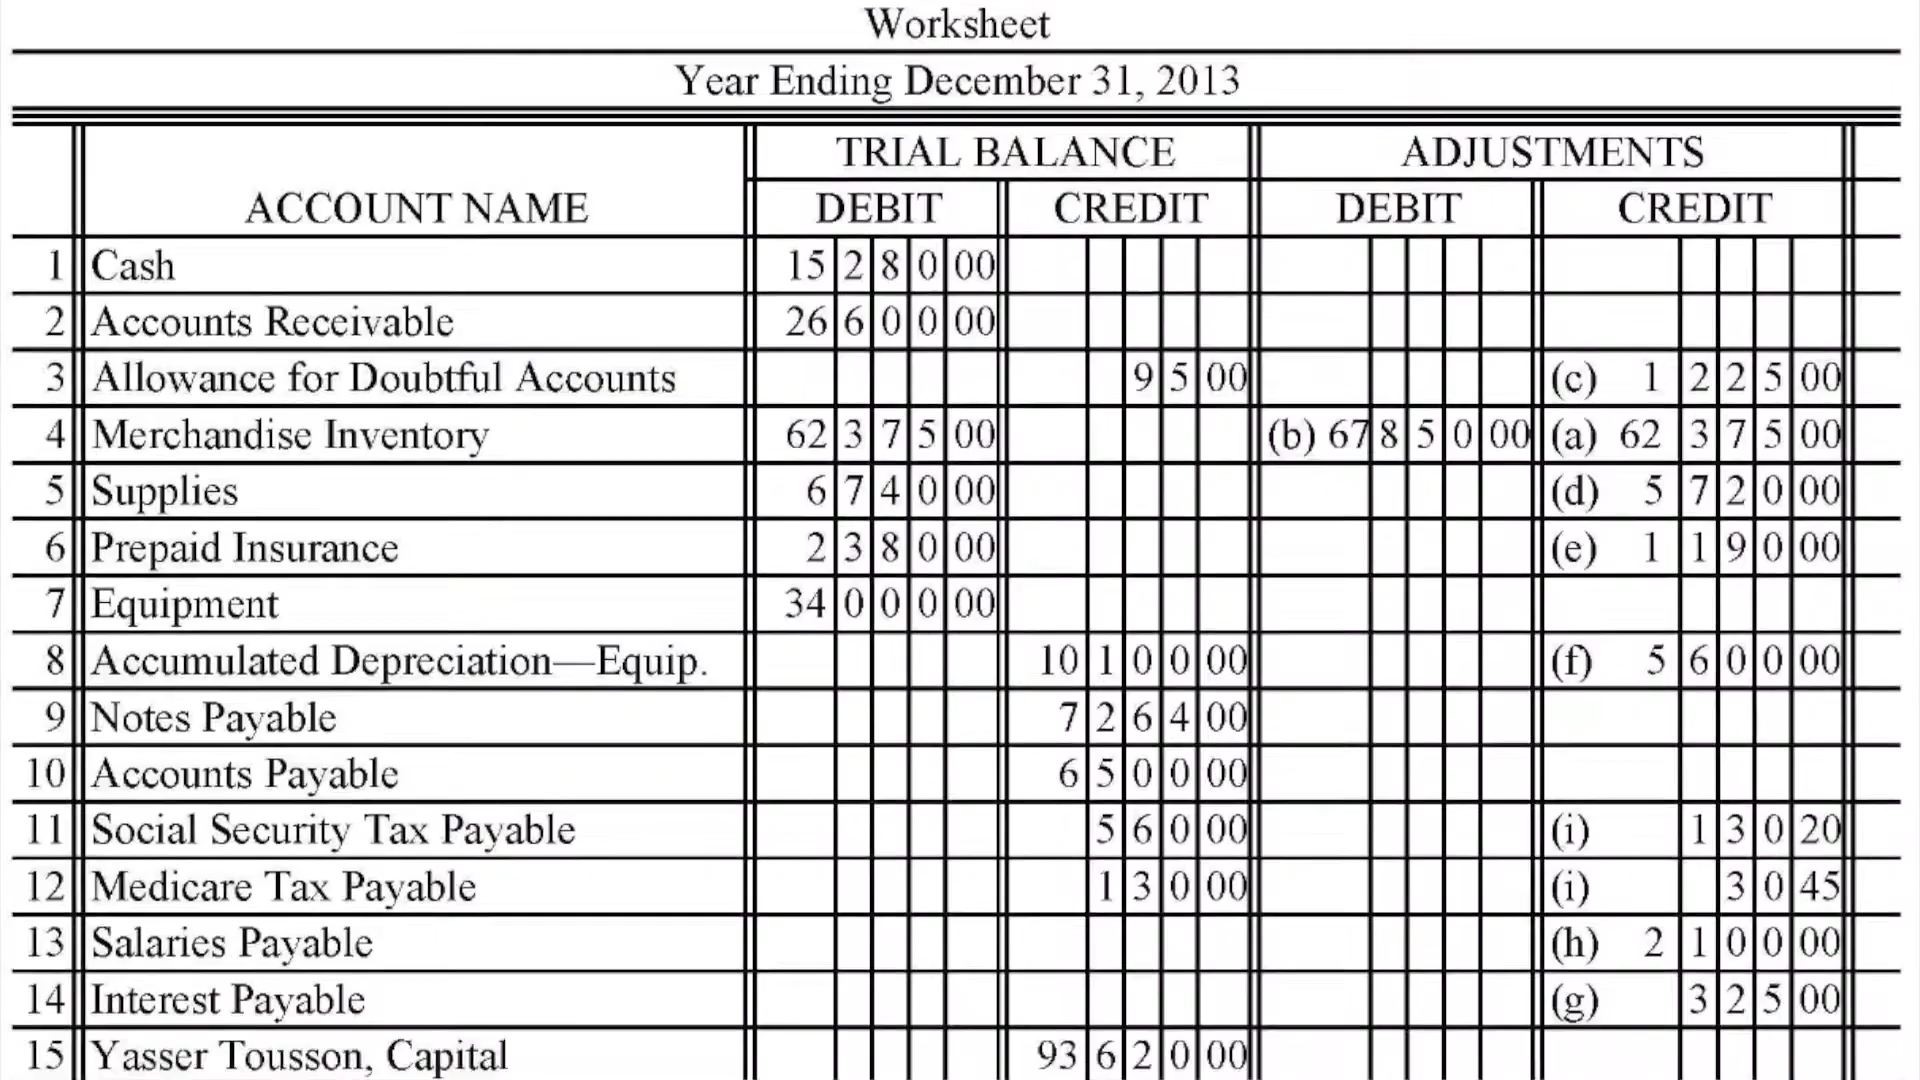 Worksheet
Year Ending December 31, 2013
TRIAL BALANCE ADJUSTMENTS
ACCOUNT NAME DEBIT CREDIT DEBIT CREDIT
1 Cash 15 2 8 0 00
2 Accounts Receivable 26 6 0 0 00
3 Allowance for Doubtful Accounts 9 5 00 (c) 1 2 2 5 00
4 Merchandise Inventory 62 3 7 5 00 (b) 67 8 5 0 00 (a) 62 3 7 5 00
5 Supplies 6 7 4 0 00 (d) 5 7 2 0 00
6 Prepaid Insurance 2 3 8 0 00 (e) 1 1 9 0 00
7 Equipment 34 0 0 0 00
8 Accumulated Depreciation—Equip. 10 1 0 0 00 (f) 5 6 0 0 00
9 Notes Payable 7 2 6 4 00
10 Accounts Payable 6 5 0 0 00
11 Social Security Tax Payable 5 6 0 00 (i) 1 3 0 20
12 Medicare Tax Payable 1 3 0 00 (i) 3 0 45
13 Salaries Payable (h) 2 1 0 0 00
14 Interest Payable (g) 3 2 5 00
15 Yasser Tousson, Capital 93 6 2 0 00